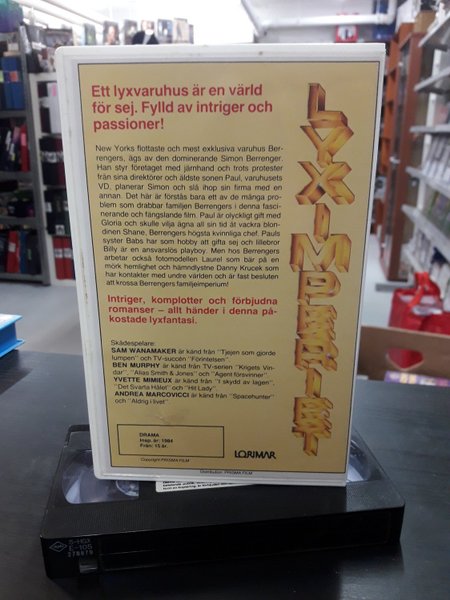 Ett lyxvaruhus är en värld
för sej. Fylld av intriger och
passioner!
New Yorks flottaste och mest exklusiva varuhus Ber-
rengers, ägs av den dominerande Simon Berrenger.
Han styr företaget med järnhand och trots protester
från sina direktörer och äldste sonen Paul, varuhusets
VD, planerar Simon och slå ihop sin firma med en
annan. Det här är förstås bara ett av de många pro-
blem som drabbar familjen Berrengers i denna fasci-
nerande och fängslande film. Paul är olyckligt gift med
Gloria och skulle vilja ägna all sin tid åt vackra blon-
dinen Shane, Berrengers högsta kvinnliga chef. Pauls
syster Babs har som hobby att gifta sej och lillebror
Billy är en ansvarslös playboy. Men hos Berrengers
arbetar också fotomodellen Laurel som bär på en
mörk hemlighet och hämndlystne Danny Krucek som
har kontakter med undre världen och är fast besluten
att krossa Berrengers familjeimperium!
Intriger, komplotter och förbjudna
romanser – allt händer i denna på-
kostade lyxfantasi.
Skådespelare:
SAM WANAMAKER är känd från "Tjejen som gjorde
lumpen" och TV-succén "Förintelsen".
BEN MURPHY är känd från TV-serien "Krigets Vin-
dar", "Alias Smith & Jones" och "Agent försvinner".
YVETTE MIMIEUX är känd från "I skydd av lagen",
"Det Svarta Hålet" och "Hit Lady".
ANDREA MARCOVICCI är känd från "Spacehunter"
och "Aldrig i livet".
DRAMA
Insp. år: 1984
Från: 15 år.
Copyright PRISMA FILM
LORIMAR
Distribution: PRISMA FILM
LYXIMPERIET
S-HGX
E-105